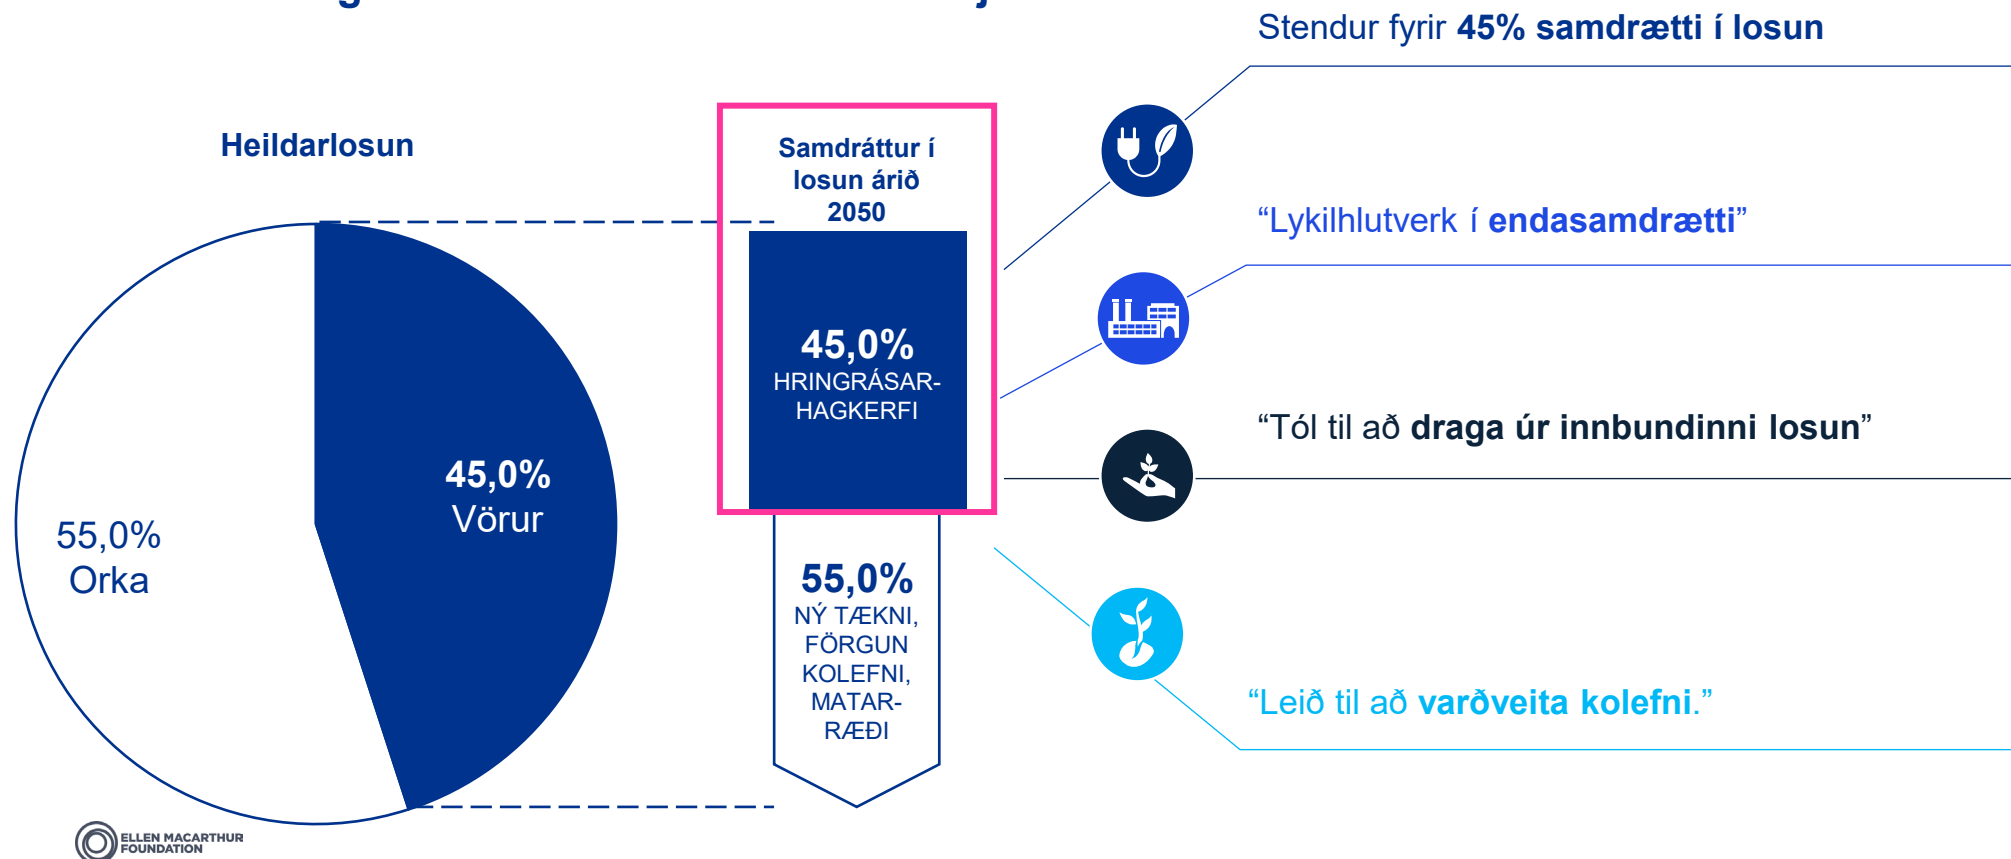 Stendur fyrir 45% samdrætti í losun
Heildarlosun
Samdráttur í
losun árið
2050
“Lykilhlutverk í endasamdrætti”
45,0%
HRINGRÁSAR-
HAGKERFI
“Tól til að draga úr innbundinni losun”
45,0%
Vörur
55,0%
Orka
55,0%
NÝ TÆKNI,
FÖRGUN
KOLEFNI,
MATAR-
RÆÐI
“Leið til að varðveita kolefni.”
ELLEN MACARTHUR
FOUNDATION